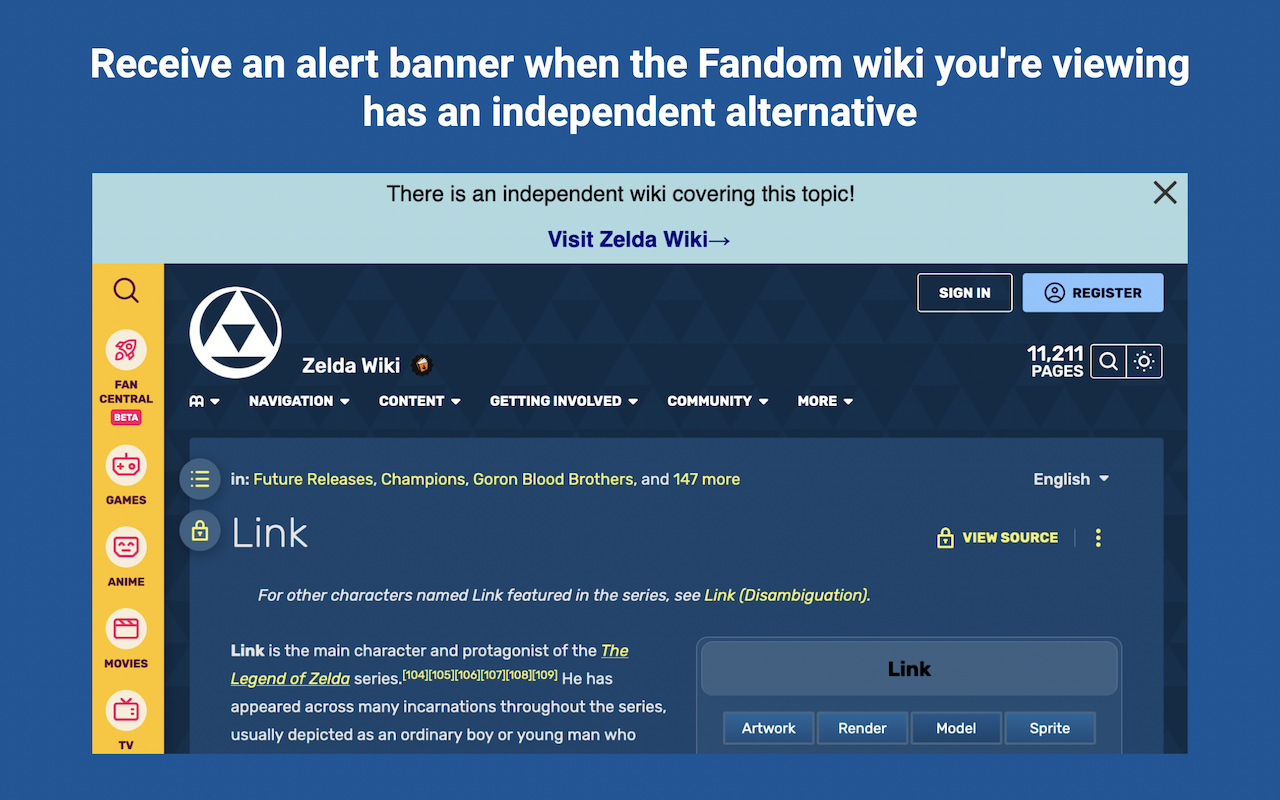 Receive an alert banner when the Fandom wiki you're viewing
has an independent alternative
There is an independent wiki covering this topic!
Visit Zelda Wiki→
SIGN IN
REGISTER
Zelda Wiki
11,211
PAGES
NAVIGATION
CONTENT
GETTING INVOLVED
COMMUNITY
MORE
FAN
CENTRAL
BETA
GAMES
ANIME
MOVIES
TV
in: Future Releases, Champions, Goron Blood Brothers, and 147 more
English
Link
VIEW SOURCE
For other characters named Link featured in the series, see Link (Disambiguation).
Link is the main character and protagonist of the The
Legend of Zelda series.[104][105][106][107][108][109] He has
appeared across many incarnations throughout the series,
usually depicted as an ordinary boy or young man who
Link
Artwork
Render
Model
Sprite